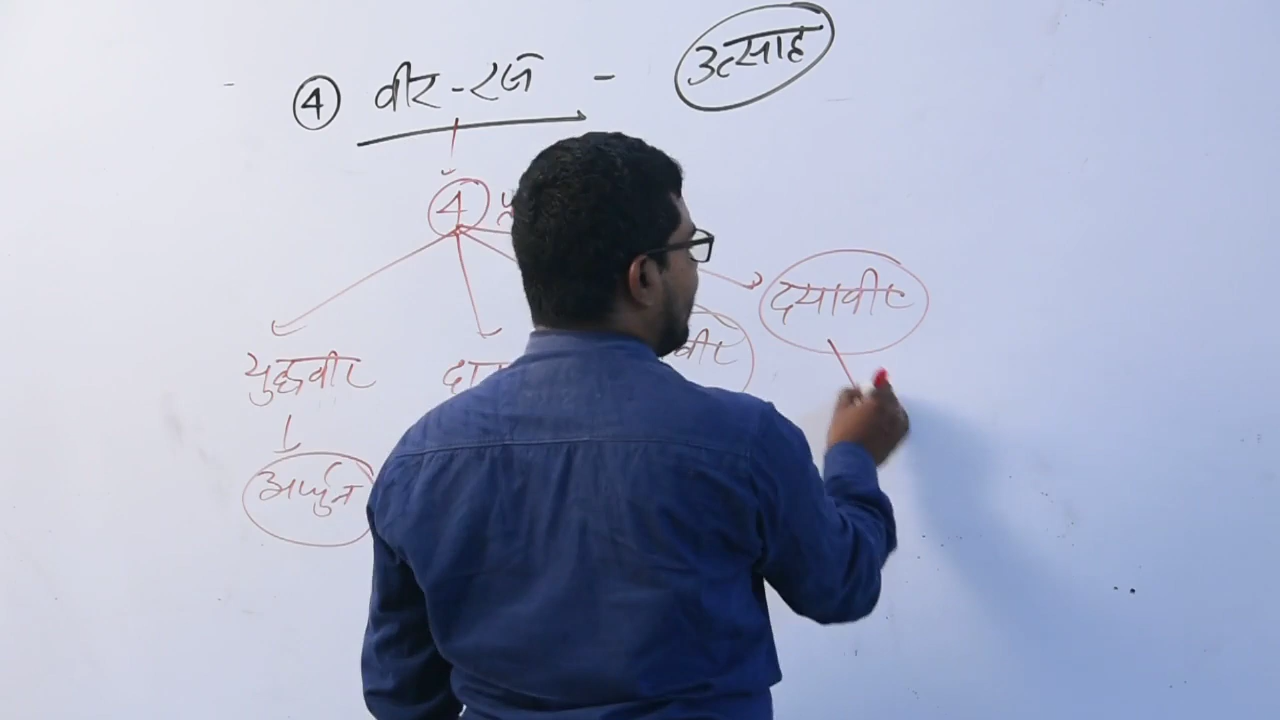 ④ वीर-रस - उत्साह
④
दयावीर
युद्धवीर
अर्जुन